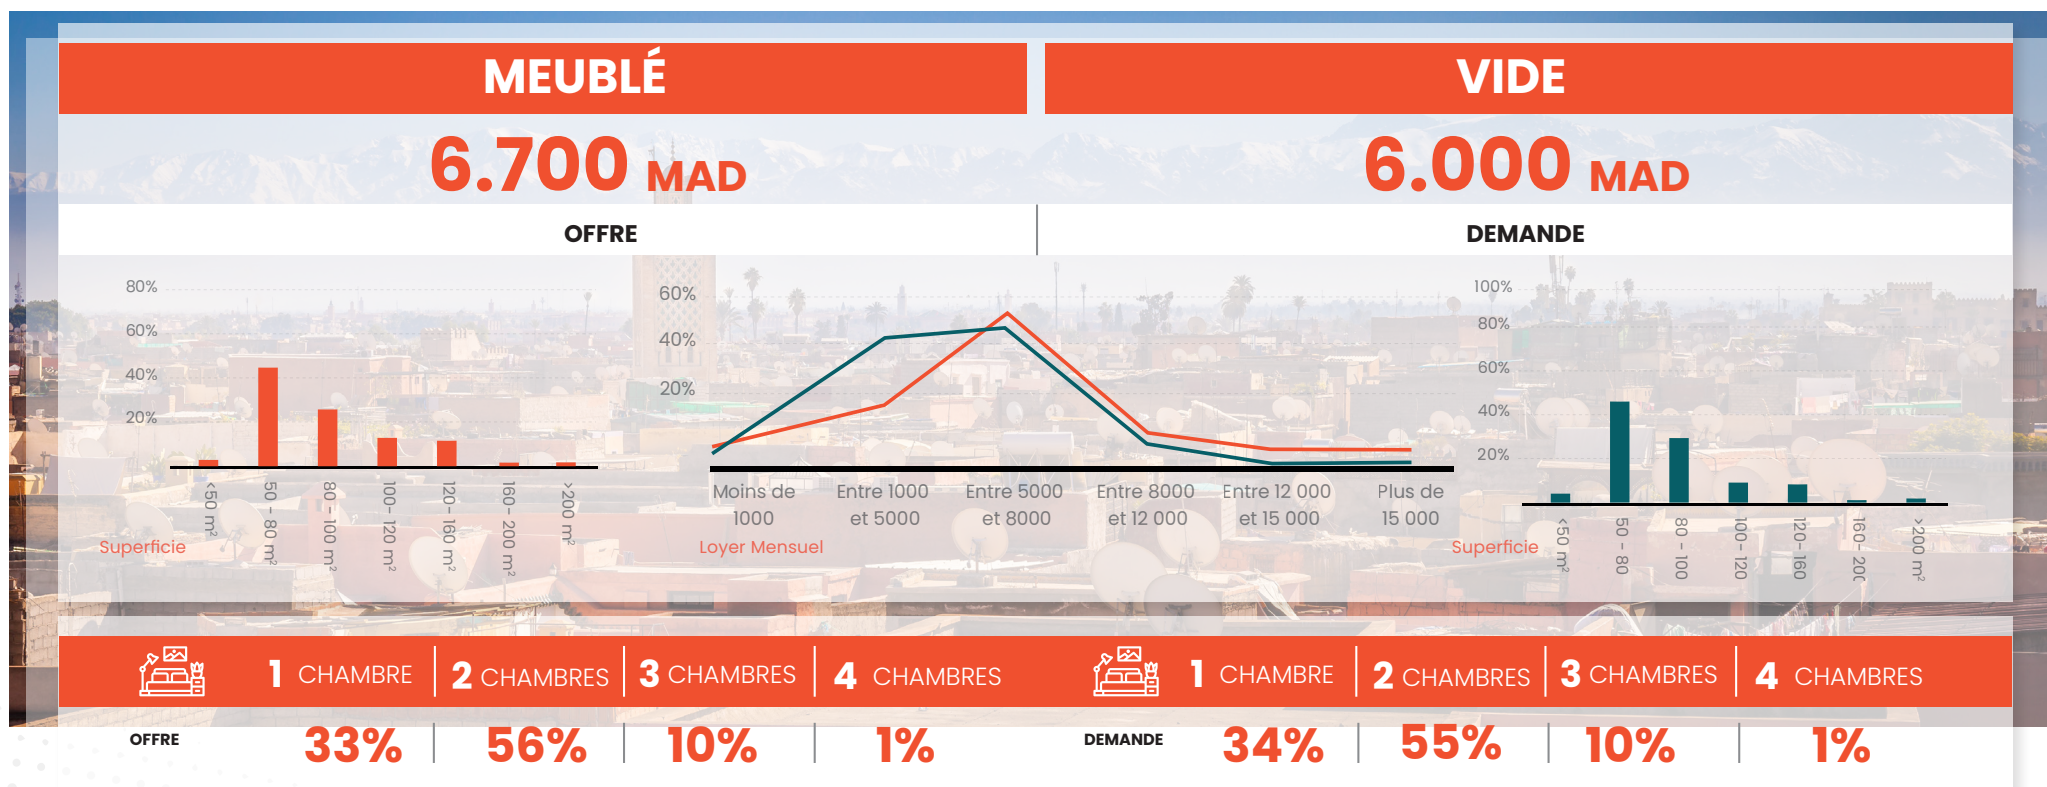 MEUBLÉ
VIDE
6.700 MAD
6.000 MAD
OFFRE
DEMANDE
80%
60%
40%
20%
<50 m²
50 - 80 m²
80 - 100 m²
100- 120 m²
120- 160 m²
160- 200 m²
>200 m²
Superficie
60%
40%
20%
Moins de
1000
Entre 1000
et 5000
Entre 5000
et 8000
Entre 8000
et 12 000
Entre 12 000
et 15 000
Plus de
15 000
Loyer Mensuel
100%
80%
60%
40%
20%
<50 m²
50 - 80
80 - 100
100 - 120
120- 160
160- 200
>200 m²
Superficie
1 CHAMBRE
2 CHAMBRES
3 CHAMBRES
4 CHAMBRES
1 CHAMBRE
2 CHAMBRES
3 CHAMBRES
4 CHAMBRES
OFFRE
33%
56%
10%
1%
DEMANDE
34%
55%
10%
1%